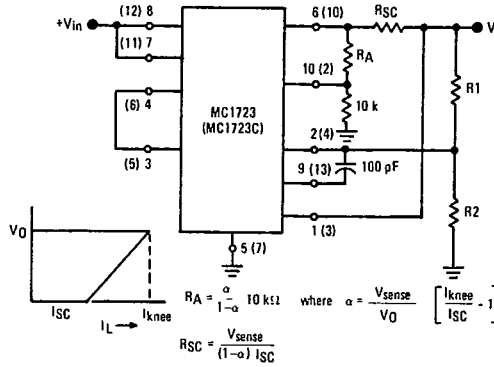 (12) 8
+Vin
(11) 7
(6) 4
(5) 3
MC1723
(MC1723C)
6 (10)
RSC
V
RA
R1
10 (2)
10 k
2 (4)
9 (13)
100 pF
R2
1 (3)
5 (7)
VO
ISC
IL
Iknee
RA = α / 1-α 10 kΩ where α = Vsense / VO [Iknee / ISC - 1]
RSC = Vsense / (1-α) ISC